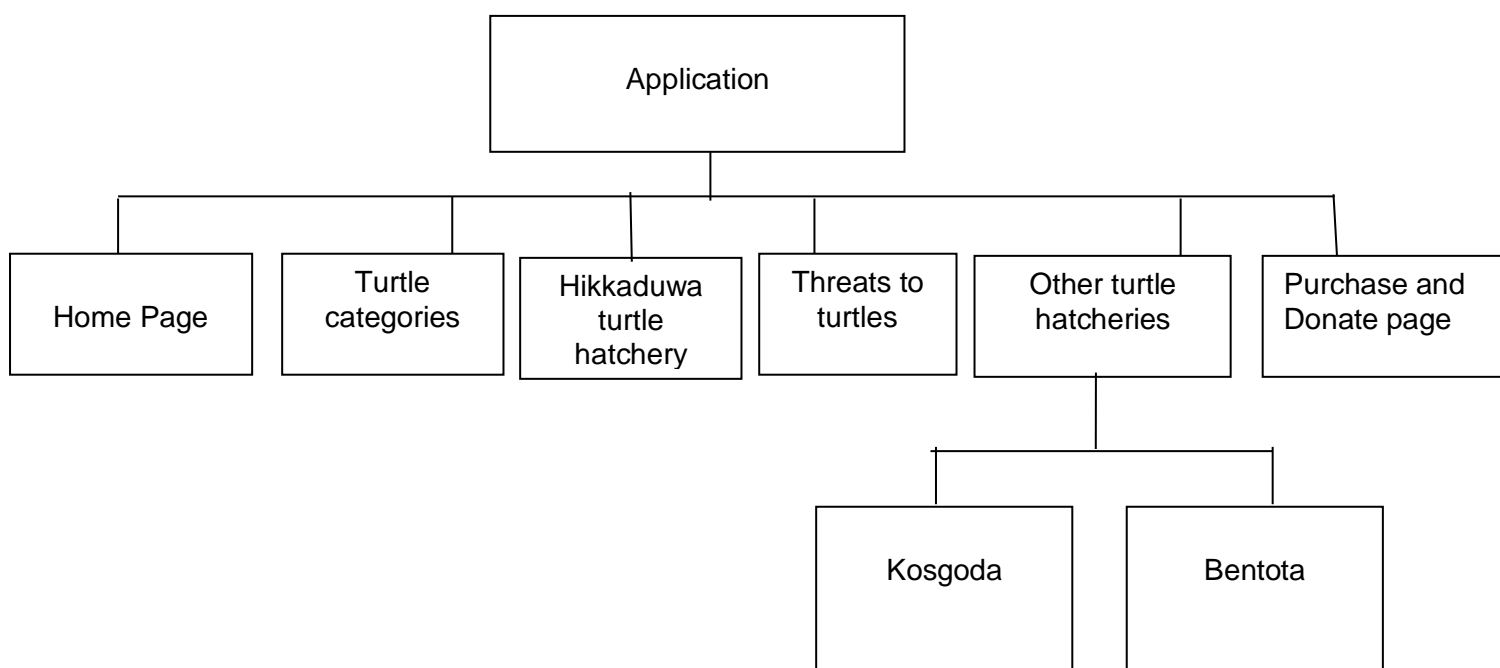 Application
Home Page
Turtle
categories
Hikkaduwa
turtle
hatchery
Threats to
turtles
Other turtle
hatcheries
Purchase and
Donate page
Kosgoda
Bentota